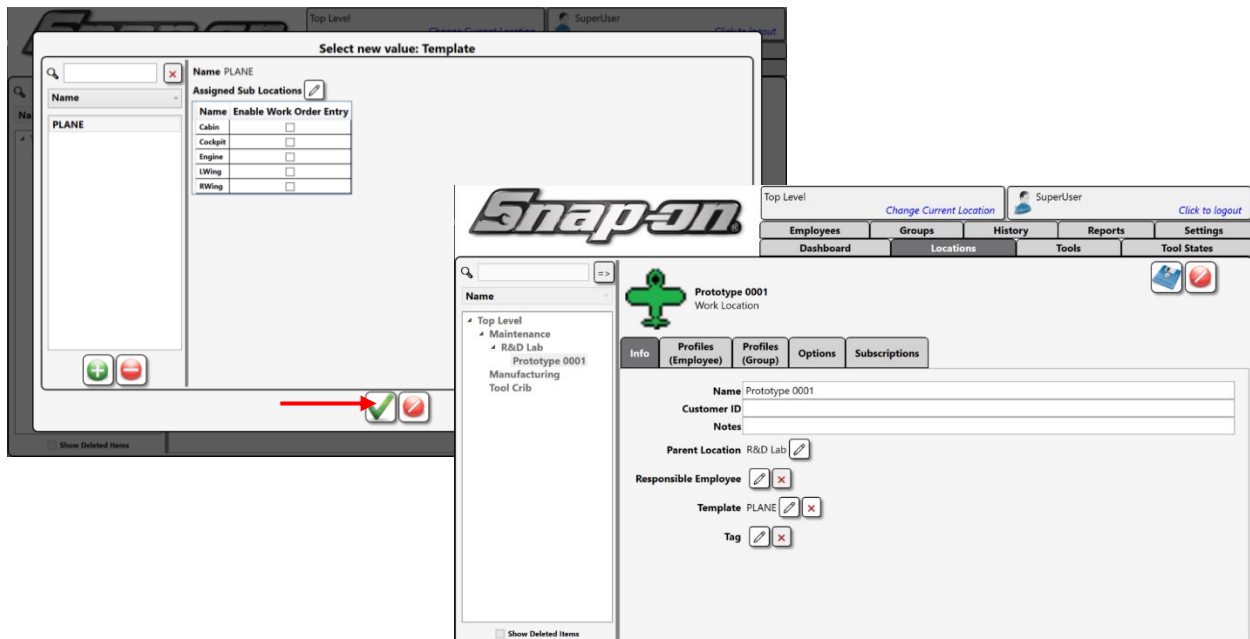 Top Level
SuperUser
Change Current Location
Click to logout
Select new value: Template
Name
PLANE
Name PLANE
Assigned Sub Locations
Name Enable Work Order Entry
Cabin
Cockpit
Engine
LWing
RWing
Show Deleted Items
Snap-on
Top Level
Change Current Location
SuperUser
Click to logout
Employees Groups History Reports Settings
Dashboard Locations Tools Tool States
=>
Name
Top Level
Maintenance
R&D Lab
Prototype 0001
Manufacturing
Tool Crib
Show Deleted Items
Prototype 0001
Work Location
Info
Profiles
(Employee)
Profiles
(Group)
Options
Subscriptions
Name Prototype 0001
Customer ID
Notes
Parent Location R&D Lab
Responsible Employee
Template PLANE
Tag